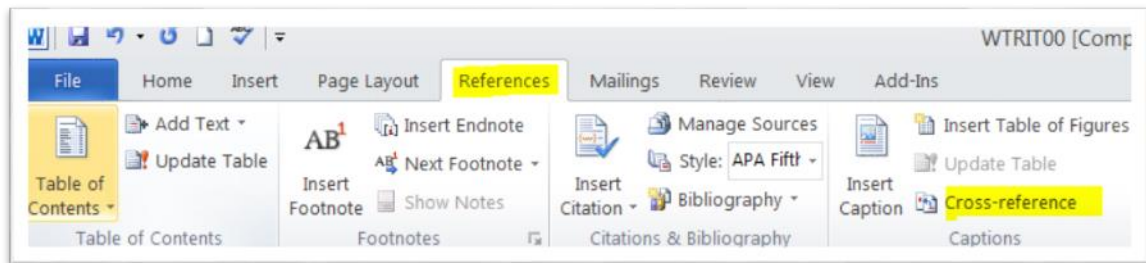 W WTRIT00 [Comp
File Home Insert Page Layout References Mailings Review View Add-Ins
Table of Contents
Add Text
Update Table
Table of Contents
AB1
Insert Footnote
Insert Endnote
AB1 Next Footnote
Show Notes
Footnotes
Insert Citation
Manage Sources
Style: APA Fifth
Bibliography
Citations & Bibliography
Insert Caption
Insert Table of Figures
Update Table
Cross-reference
Captions